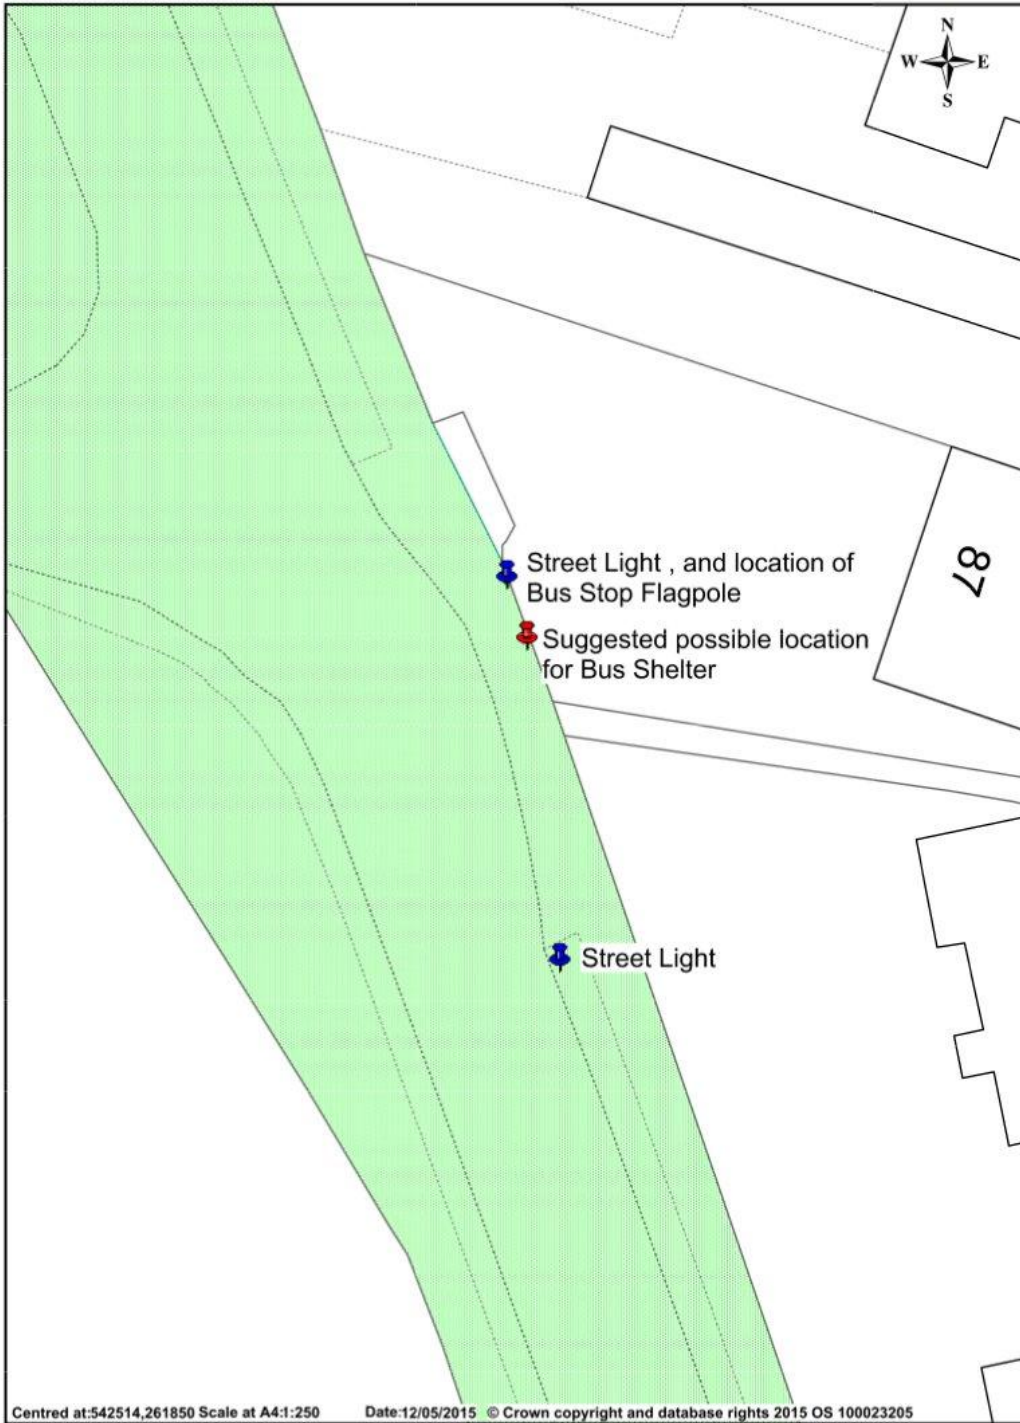 N
W E
S
Street Light , and location of
Bus Stop Flagpole
87
Suggested possible location
for Bus Shelter
Street Light
Centred at:542514,261850 Scale at A4:1:250 Date:12/05/2015 © Crown copyright and database rights 2015 OS 100023205